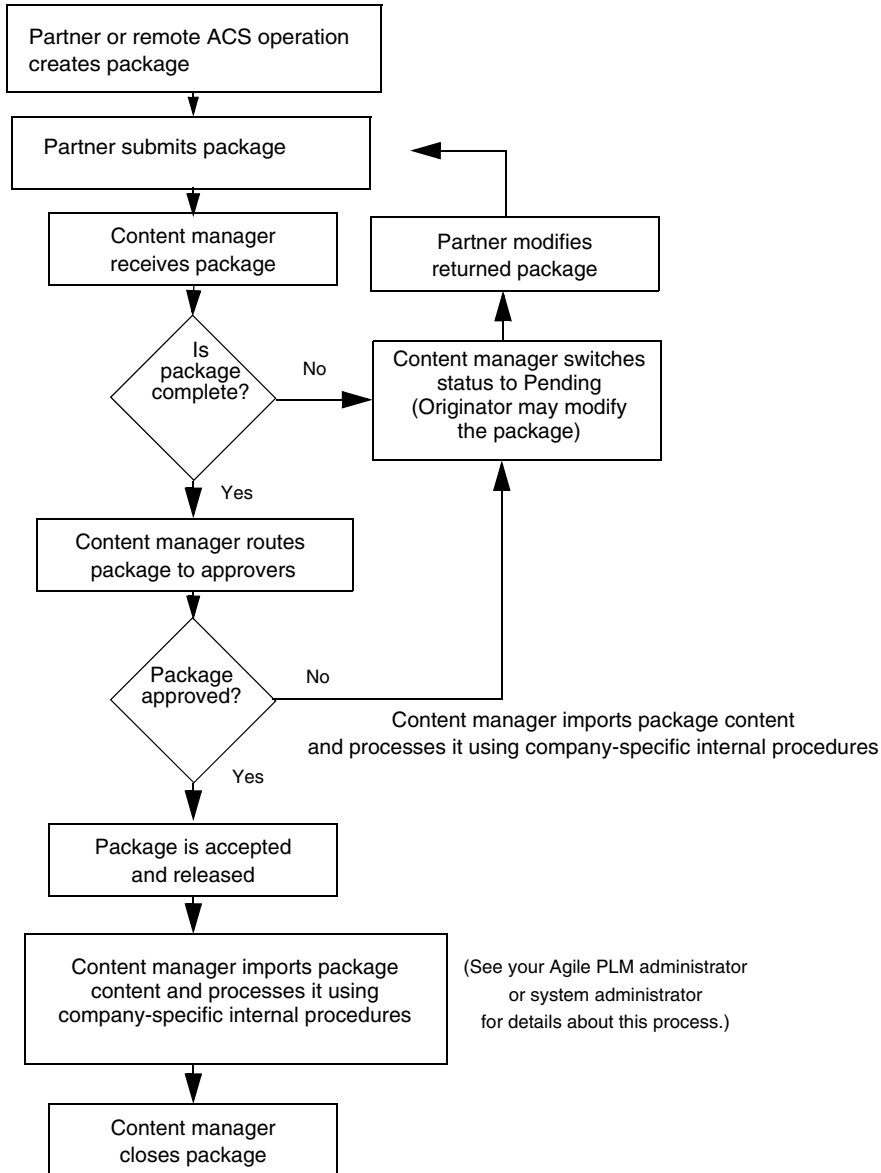 Partner or remote ACS operation
creates package
Partner submits package
Content manager
receives package
Partner modifies
returned package
Is
package
complete?
No
Content manager switches
status to Pending
(Originator may modify
the package)
Yes
Content manager routes
package to approvers
Package
approved?
No
Content manager imports package content
and processes it using company-specific internal procedures
Yes
Package is accepted
and released
Content manager imports package
content and processes it using
company-specific internal procedures
(See your Agile PLM administrator
or system administrator
for details about this process.)
Content manager
closes package